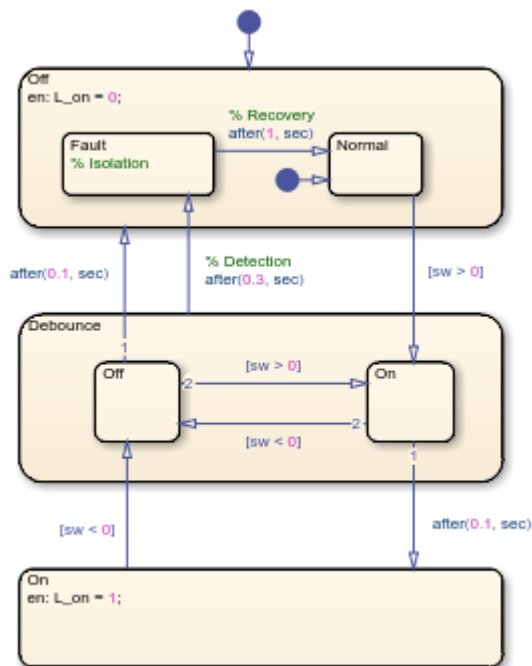 Off
en: L_on = 0;
% Recovery
after(1, sec)
Fault
% Isolation
Normal
% Detection
after(0.3, sec)
after(0.1, sec)
[sw > 0]
Debounce
1
Off
[sw > 0]
2
On
2
[sw < 0]
1
[sw < 0]
after(0.1, sec)
On
en: L_on = 1;